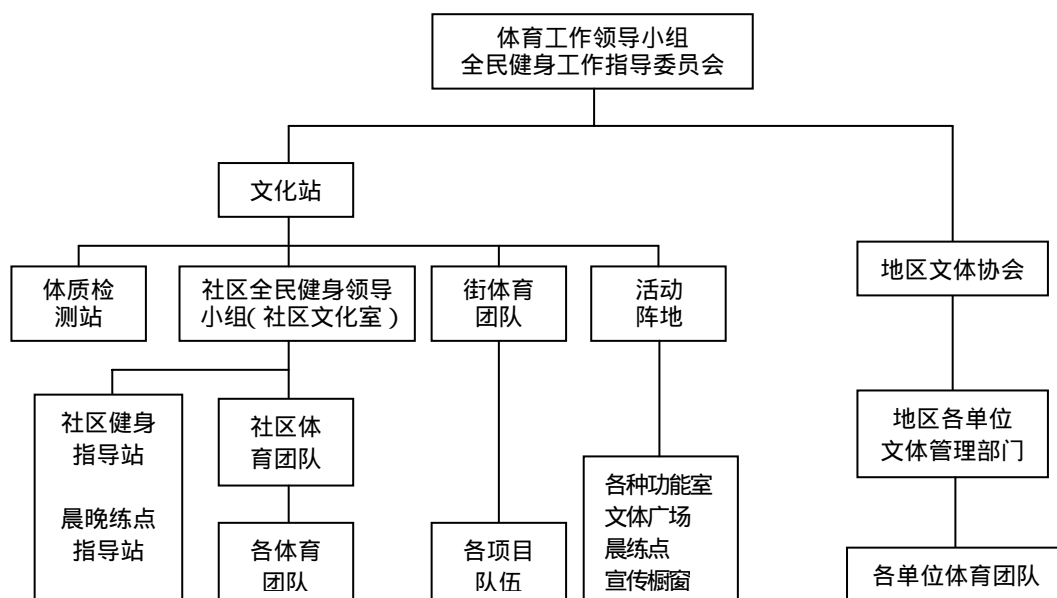 体育工作领导小组
全民健身工作指导委员会
文化站
体质检
测站
社区全民健身领导
小组(社区文化室)
街体育
团队
活动
阵地
地区文体协会
社区健身
指导站
晨晚练点
指导站
社区体
育团队
各体育
团队
各项目
队伍
各种功能室
文体广场
晨练点
宣传橱窗
地区各单位
文体管理部门
各单位体育团队